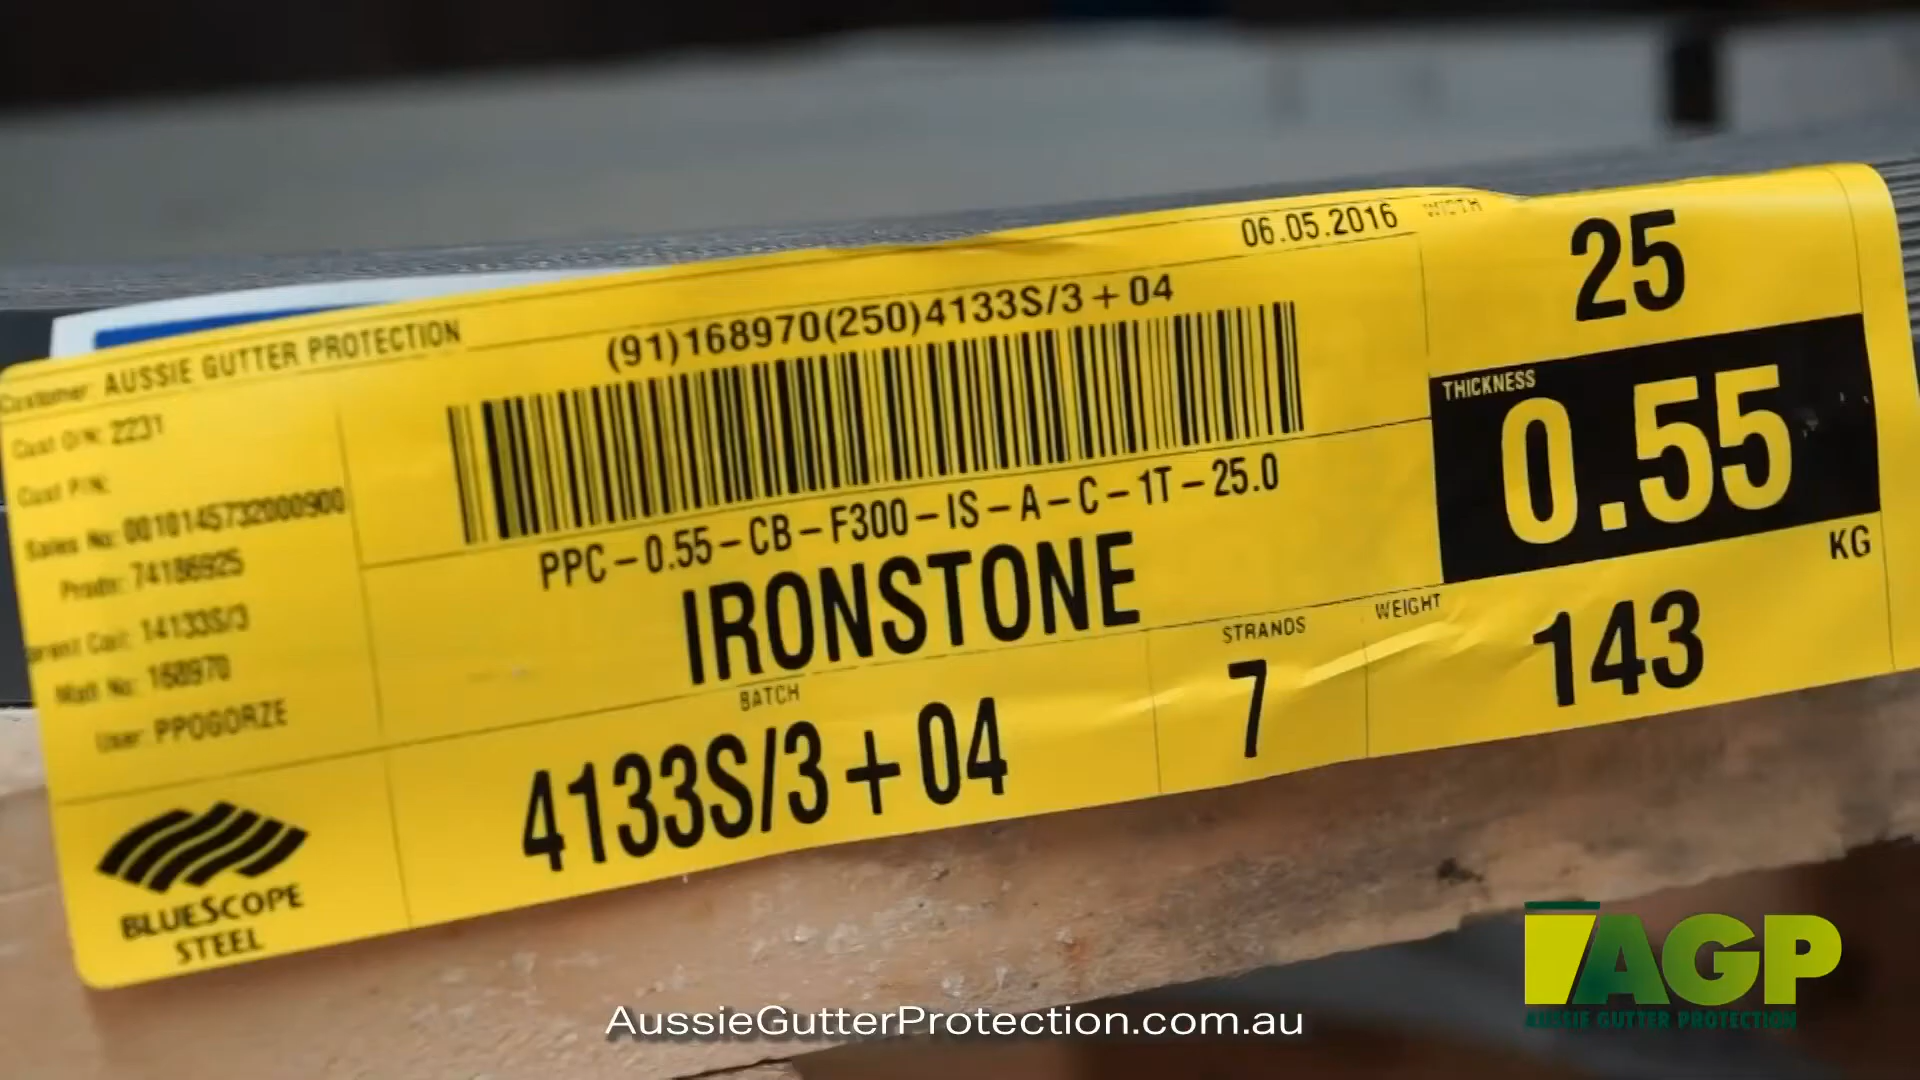 06.05.2016
WIDTH
25
Customer: AUSSIE GUTTER PROTECTION
(91)168970(250)4133S/3+04
Cust O/N: 2231
Cust P/N:
Sales No: 0010145732000900
Prodn: 74186925
14133S/3
Matl No: 168970
User: PPOGORZE
PPC-0.55-CB-F300-IS-A-C-1T-25.0
IRONSTONE
THICKNESS
0.55
KG
BATCH
4133S/3+04
STRANDS
7
WEIGHT
143
BLUESCOPE
STEEL
AGP
AUSSIE GUTTER PROTECTION
AussieGutterProtection.com.au